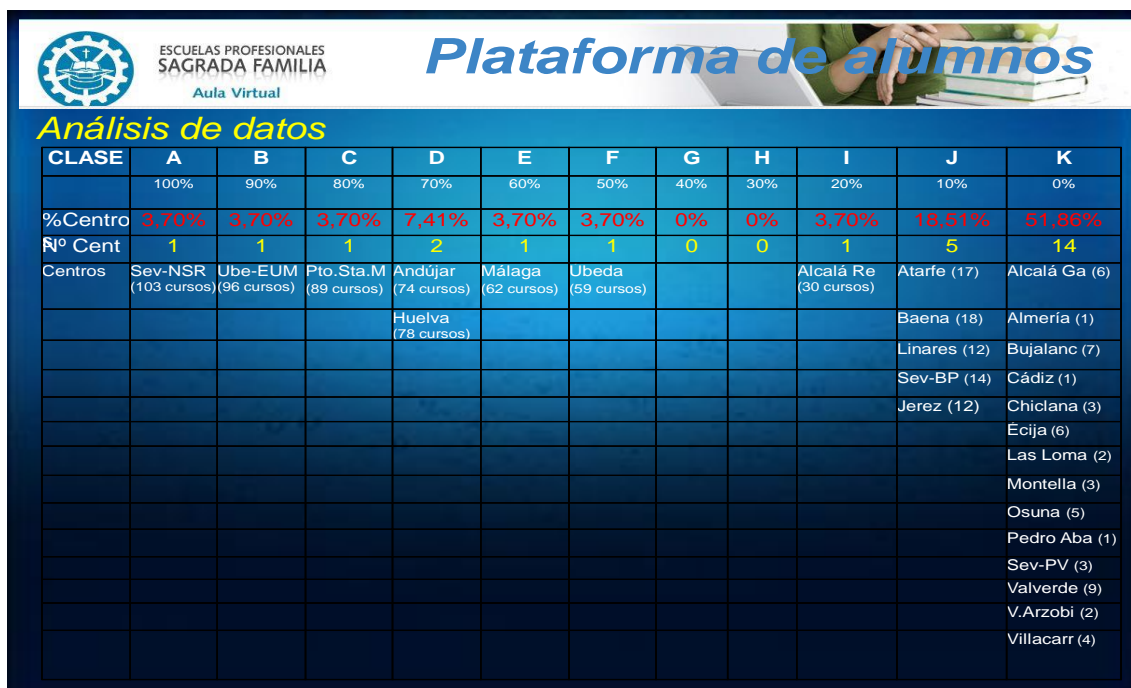 ESCUELAS PROFESIONALES
SAGRADA FAMILIA
Aula Virtual
Plataforma de alumnos
Análisis de datos
CLASE A B C D E F G H I J K
100% 90% 80% 70% 60% 50% 40% 30% 20% 10% 0%
%Centros 3,70% 3,70% 3,70% 7,41% 3,70% 3,70% 0% 0% 3,70% 18,51% 51,86%
Nº Cent 1 1 1 2 1 1 0 0 1 5 14
Centros Sev-NSR Ube-EUM Pto.Sta.M Andújar Málaga Ubeda Alcalá Re Atarfe (17) Alcalá Ga (6)
(103 cursos) (96 cursos) (89 cursos) (74 cursos) (62 cursos) (59 cursos) (30 cursos)
Huelva Baena (18) Almería (1)
(78 cursos)
Linares (12) Bujalanc (7)
Sev-BP (14) Cádiz (1)
Jerez (12) Chiclana (3)
Écija (6)
Las Loma (2)
Montella (3)
Osuna (5)
Pedro Aba (1)
Sev-PV (3)
Valverde (9)
V.Arzobi (2)
Villacarr (4)